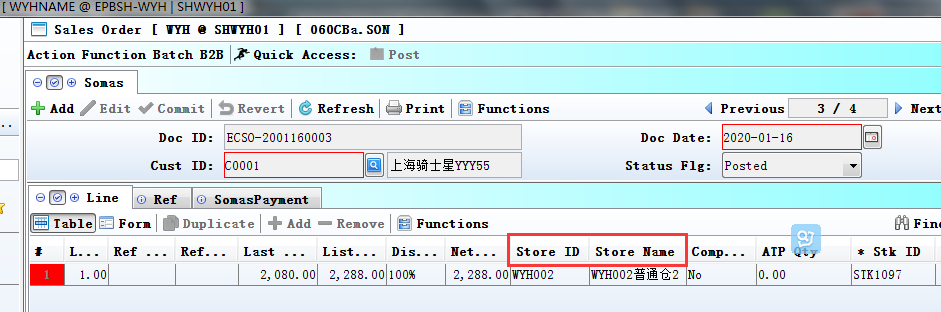 [ WYHNAME @ EPBSH-WYH | SHWYH01 ]
Sales Order [ WYH @ SHWYH01 ] [ 060CBa.SON ]
Action Function Batch B2B Quick Access: Post
Somas
Add Edit Commit Revert Refresh Print Functions Previous 3 / 4 Next
Doc ID: ECSO-2001160003 Doc Date: 2020-01-16
Cust ID: C0001 上海骑士星YYY55 Status Flg: Posted
Line Ref SomasPayment
Table Form Duplicate Add Remove Functions Find
# L... Ref ... Ref... Last ... List... Dis... Net... Store ID Store Name Comp... ATP Qty * Stk ID
1 1.00 2,080.00 2,288.00 100% 2,288.00 WYH002 WYH002普通仓2 No 0.00 STK1097